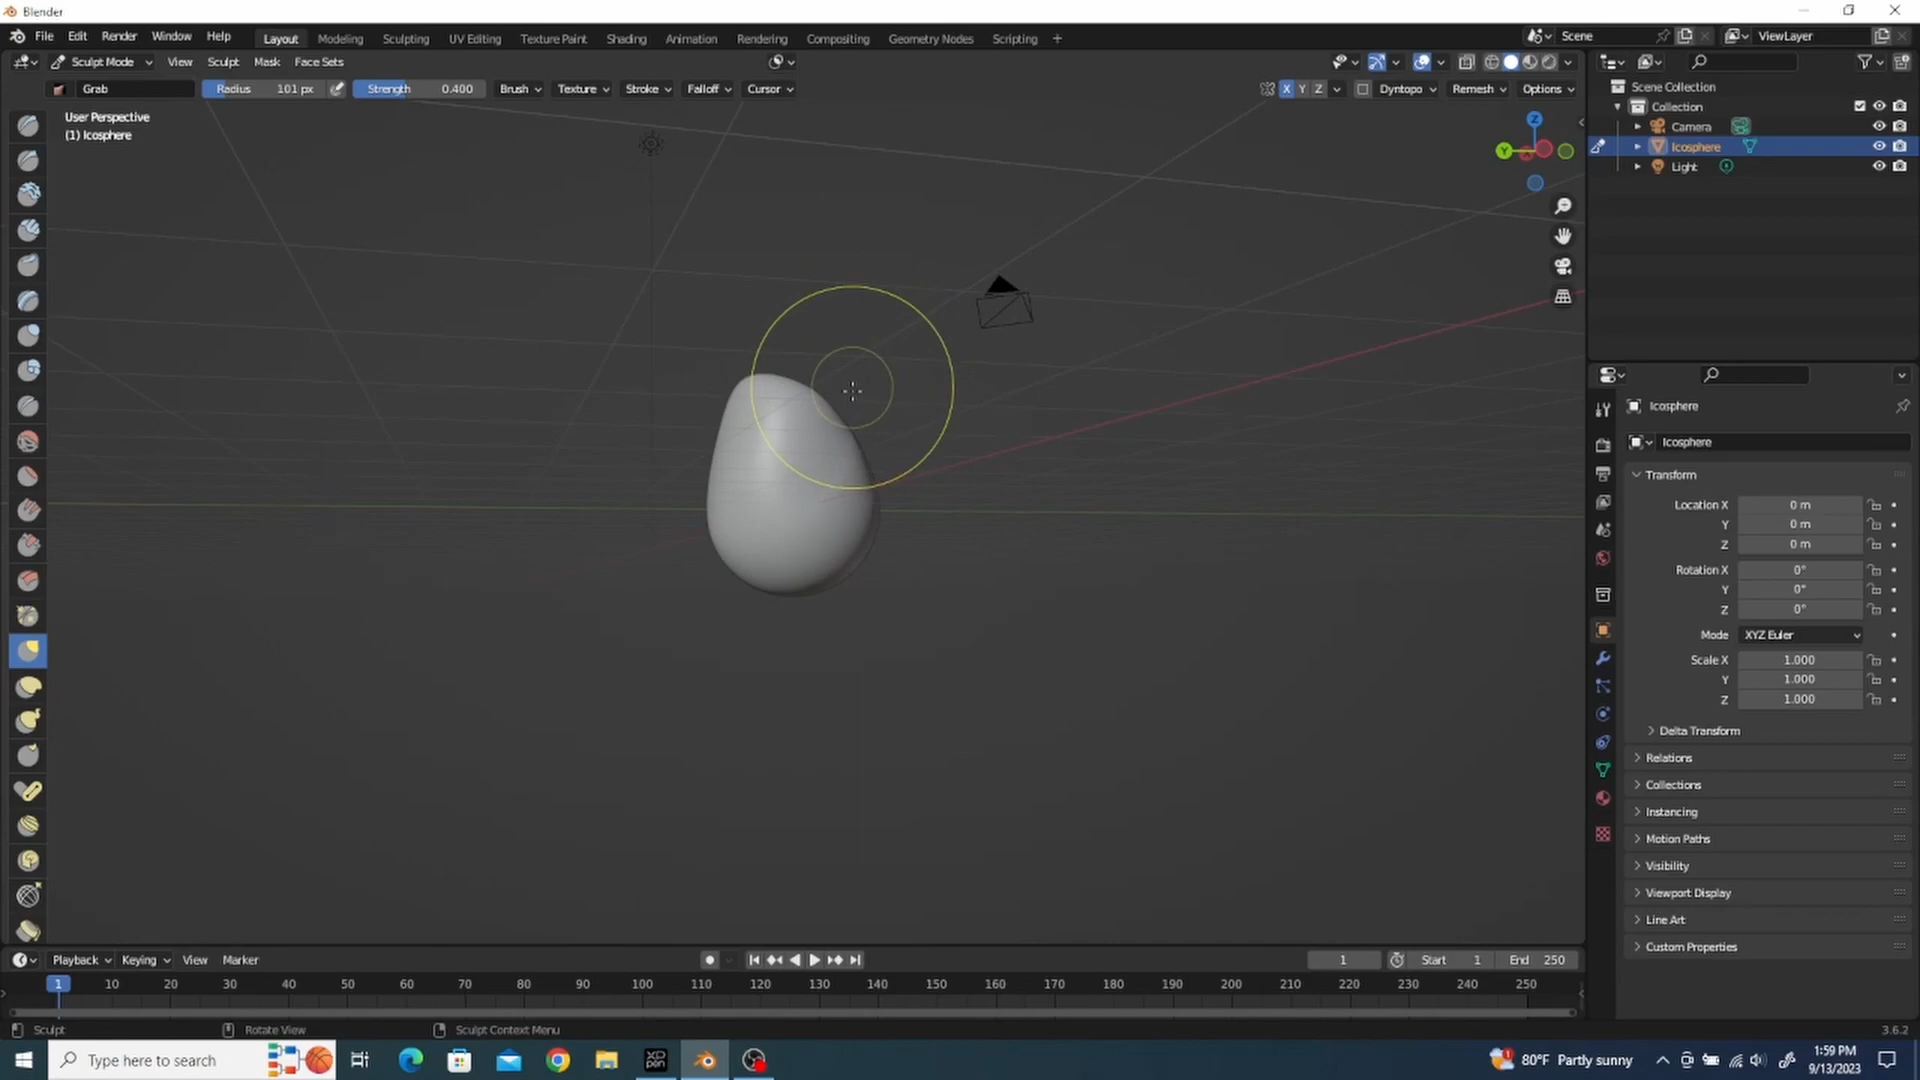 Blender
File Edit Render Window Help Layout Modeling Sculpting UV Editing Texture Paint Shading Animation Rendering Compositing Geometry Nodes Scripting + Scene ViewLayer
Sculpt Mode View Sculpt Mask Face Sets
Grab Radius 101 px Strength 0.400 Brush Texture Stroke Falloff Cursor X Y Z Dyntopo Remesh Options
User Perspective
(1) Icosphere
Z
Y
Scene Collection
Collection
Camera
Icosphere
Light
Icosphere
Icosphere
Transform
Location X 0 m
Y 0 m
Z 0 m
Rotation X 0°
Y 0°
Z 0°
Mode XYZ Euler
Scale X 1.000
Y 1.000
Z 1.000
Delta Transform
Relations
Collections
Instancing
Motion Paths
Visibility
Viewport Display
Line Art
Custom Properties
Playback Keying View Marker 1 Start 1 End 250
1 10 20 30 40 50 60 70 80 90 100 110 120 130 140 150 160 170 180 190 200 210 220 230 240 250
Sculpt Rotate View Sculpt Context Menu 3.6.2
Type here to search XP pen 1 80°F Partly sunny 1:59 PM
9/13/2023